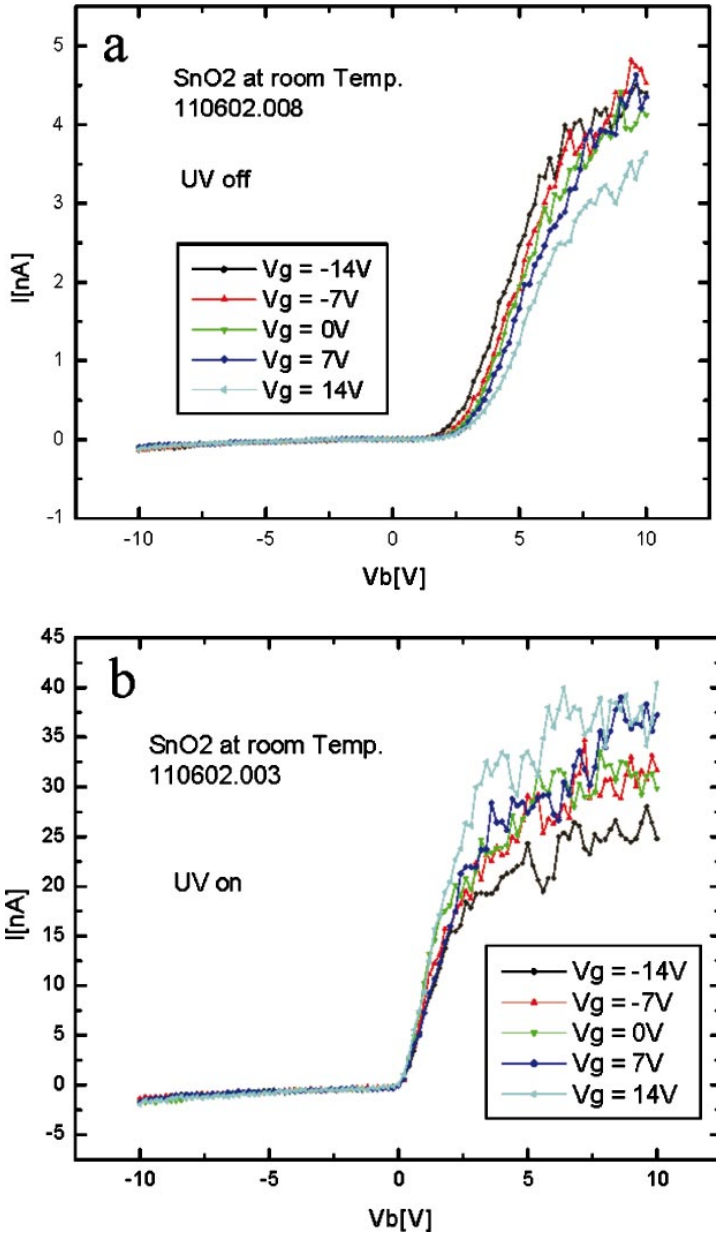 a
SnO2 at room Temp.
110602.008
UV off
Vg = -14V
Vg = -7V
Vg = 0V
Vg = 7V
Vg = 14V
I[nA]
5
4
3
2
1
0
-1
-10
-5
0
5
10
Vb[V]
b
SnO2 at room Temp.
110602.003
UV on
Vg = -14V
Vg = -7V
Vg = 0V
Vg = 7V
Vg = 14V
I[nA]
45
40
35
30
25
20
15
10
5
0
-5
-10
-5
0
5
10
Vb[V]